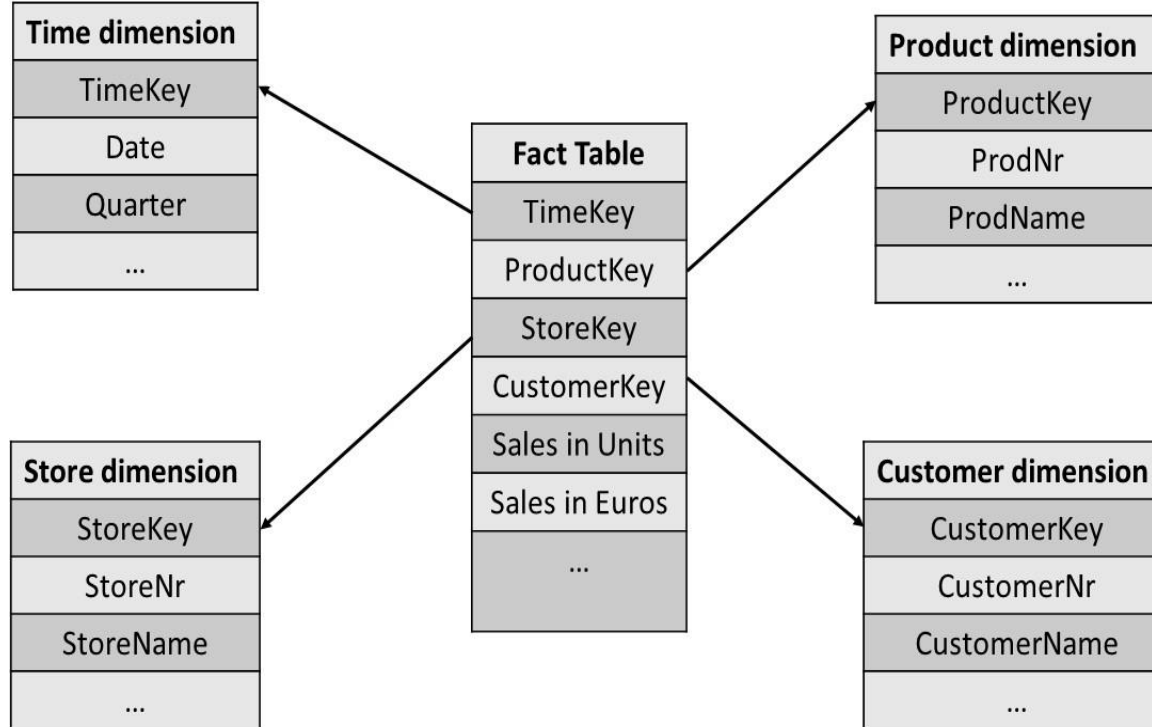 Time dimension
TimeKey
Date
Quarter
...
Product dimension
ProductKey
ProdNr
ProdName
...
Fact Table
TimeKey
ProductKey
StoreKey
CustomerKey
Sales in Units
Sales in Euros
...
Store dimension
StoreKey
StoreNr
StoreName
...
Customer dimension
CustomerKey
CustomerNr
CustomerName
...